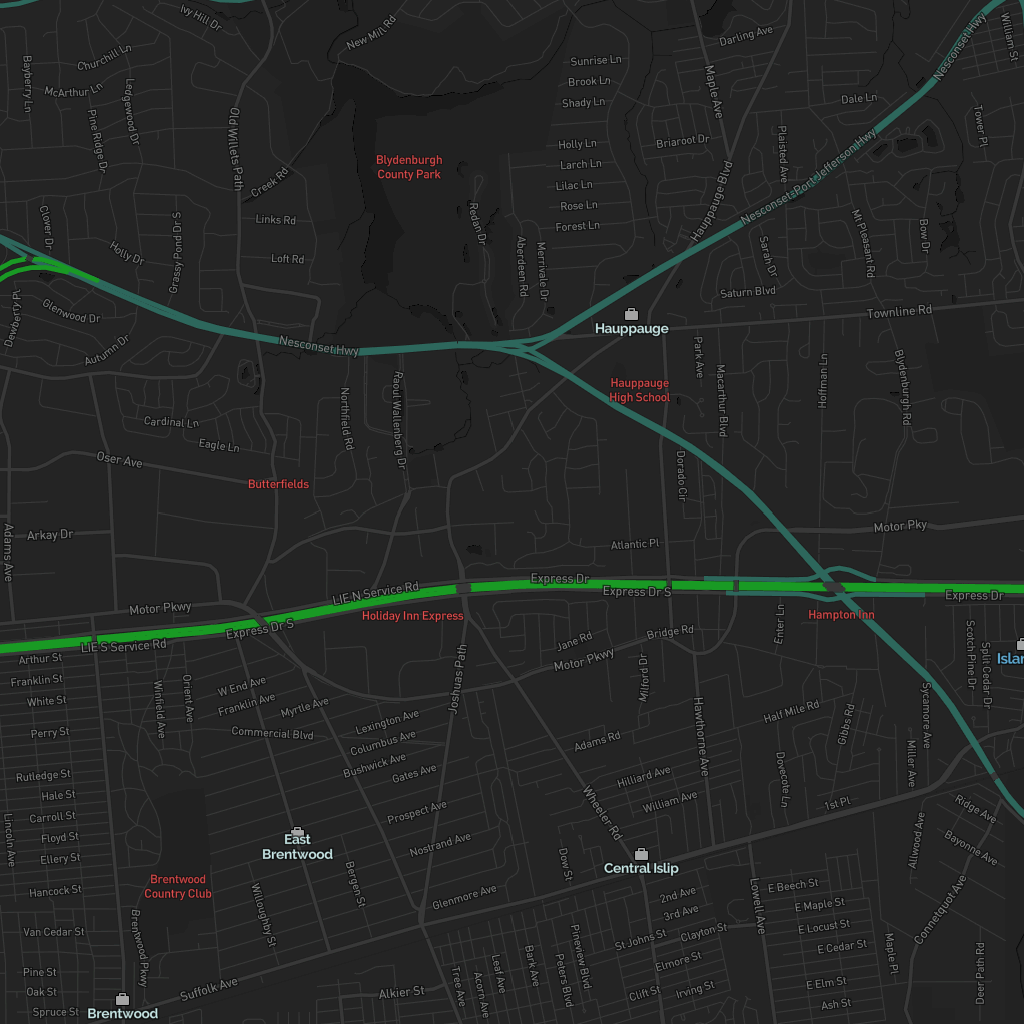 Ivy Hill Dr
New Mill Rd
Darling Ave
William St
Churchill Ln
Sunrise Ln
Nesconset Hwy
Bayberry Ln
McArthur Ln
Ledgewood Dr
Brook Ln
Maple Ave
Shady Ln
Dale Ln
Pine Ridge Dr
Old Willets Path
Tower Pl
Holly Ln
Briaroot Dr
Plaisted Ave
Blydenburgh
County Park
Larch Ln
Creek Rd
Lilac Ln
Nesconset-Port Jefferson Hwy
Hauppauge Blvd
Rose Ln
Clover Dr
Links Rd
Redan Dr
Forest Ln
Mt Pleasant Rd
Bow Dr
Holly Dr
Grassy Pond Dr S
Loft Rd
Aberdeen Rd
Merrivale Dr
Sarah Dr
Saturn Blvd
Dewberry Pl
Glenwood Dr
Townline Rd
Hauppauge
Autumn Dr
Nesconset Hwy
Park Ave
Hauppauge
High School
Macarthur Blvd
Hoffman Ln
Blydenburgh Rd
Cardinal Ln
Northfield Rd
Raoul Wallenberg Dr
Eagle Ln
Oser Ave
Butterfields
Dorado Cir
Adams Ave
Arkay Dr
Motor Pky
Atlantic Pl
LIE N Service Rd
Express Dr
Express Dr S
Express Dr
Motor Pkwy
Holiday Inn Express
Hampton Inn
Express Dr S
LIE S Service Rd
Enter Ln
Jane Rd
Bridge Rd
Arthur St
Motor Pkwy
Scotch Pine Dr
Split Cedar Dr
Islan
Franklin St
Joshuas Path
Milford Dr
W End Ave
White St
Winfield Ave
Orient Ave
Franklin Ave
Myrtle Ave
Sycamore Ave
Perry St
Commercial Blvd
Lexington Ave
Hawthorne Ave
Half Mile Rd
Gibbs Rd
Columbus Ave
Adams Rd
Miller Ave
Bushwick Ave
Rutledge St
Gates Ave
Hilliard Ave
Dovecote Ln
Hale St
William Ave
1st Pl
Ridge Ave
Carroll St
Prospect Ave
Wheeler Rd
Lincoln Ave
Floyd St
East
Brentwood
Nostrand Ave
Allwood Ave
Bayonne Ave
Ellery St
Central Islip
Dow St
Brentwood
Country Club
Hancock St
Bergen St
Glenmore Ave
2nd Ave
E Beech St
Lowell Ave
E Maple St
3rd Ave
Willoughby St
Connetquot Ave
Van Cedar St
Brentwood Pkwy
Clayton St
E Locust St
St Johns St
E Cedar St
Pineview Blvd
Maple Pl
Pine St
Elmore St
Bark Ave
Peters Blvd
Leaf Ave
Deer Path Rd
Oak St
Suffolk Ave
Tree Ave
Acorn Ave
E Elm St
Alkier St
Clift St
Irving St
Ash St
Spruce St
Brentwood